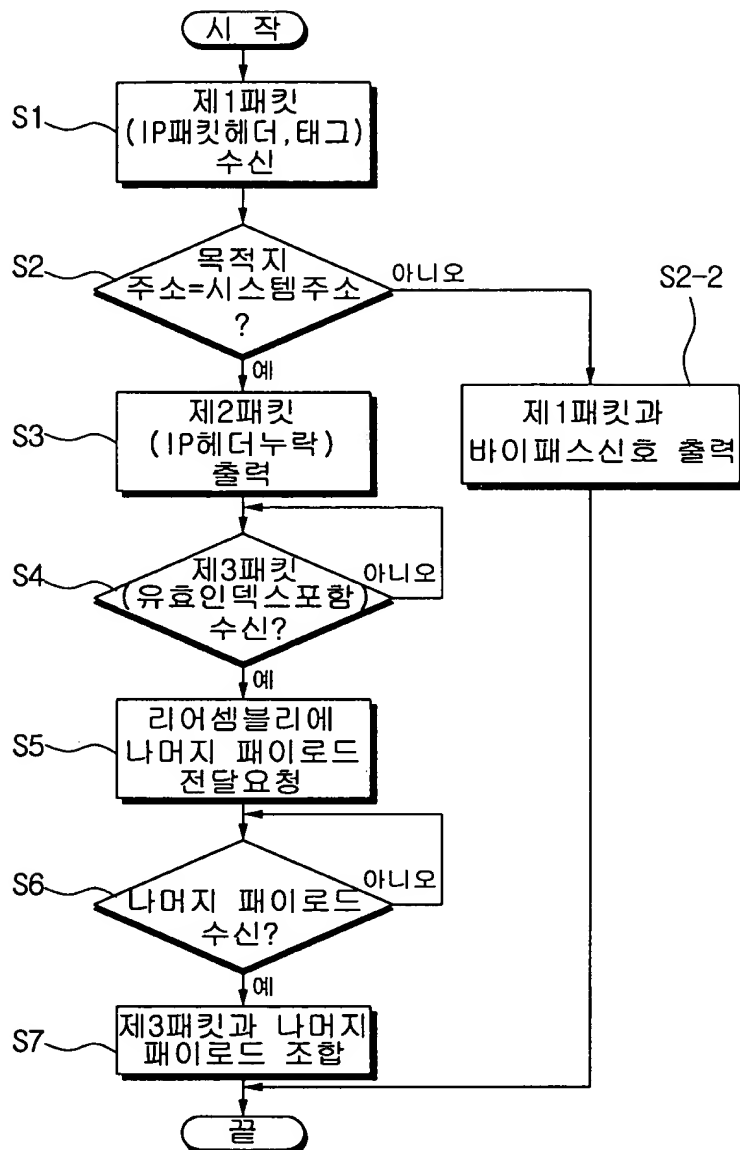 시 작
S1
제1패킷
(IP패킷헤더,태그)
수신
S2
목적지
주소=시스템주소
?
아니오
예
S2-2
제1패킷과
바이패스신호 출력
S3
제2패킷
(IP헤더누락)
출력
S4
제3패킷
(유효인덱스포함)
수신?
아니오
예
S5
리어셈블리에
나머지 패이로드
전달요청
S6
나머지 패이로드
수신?
아니오
예
S7
제3패킷과 나머지
패이로드 조합
끝